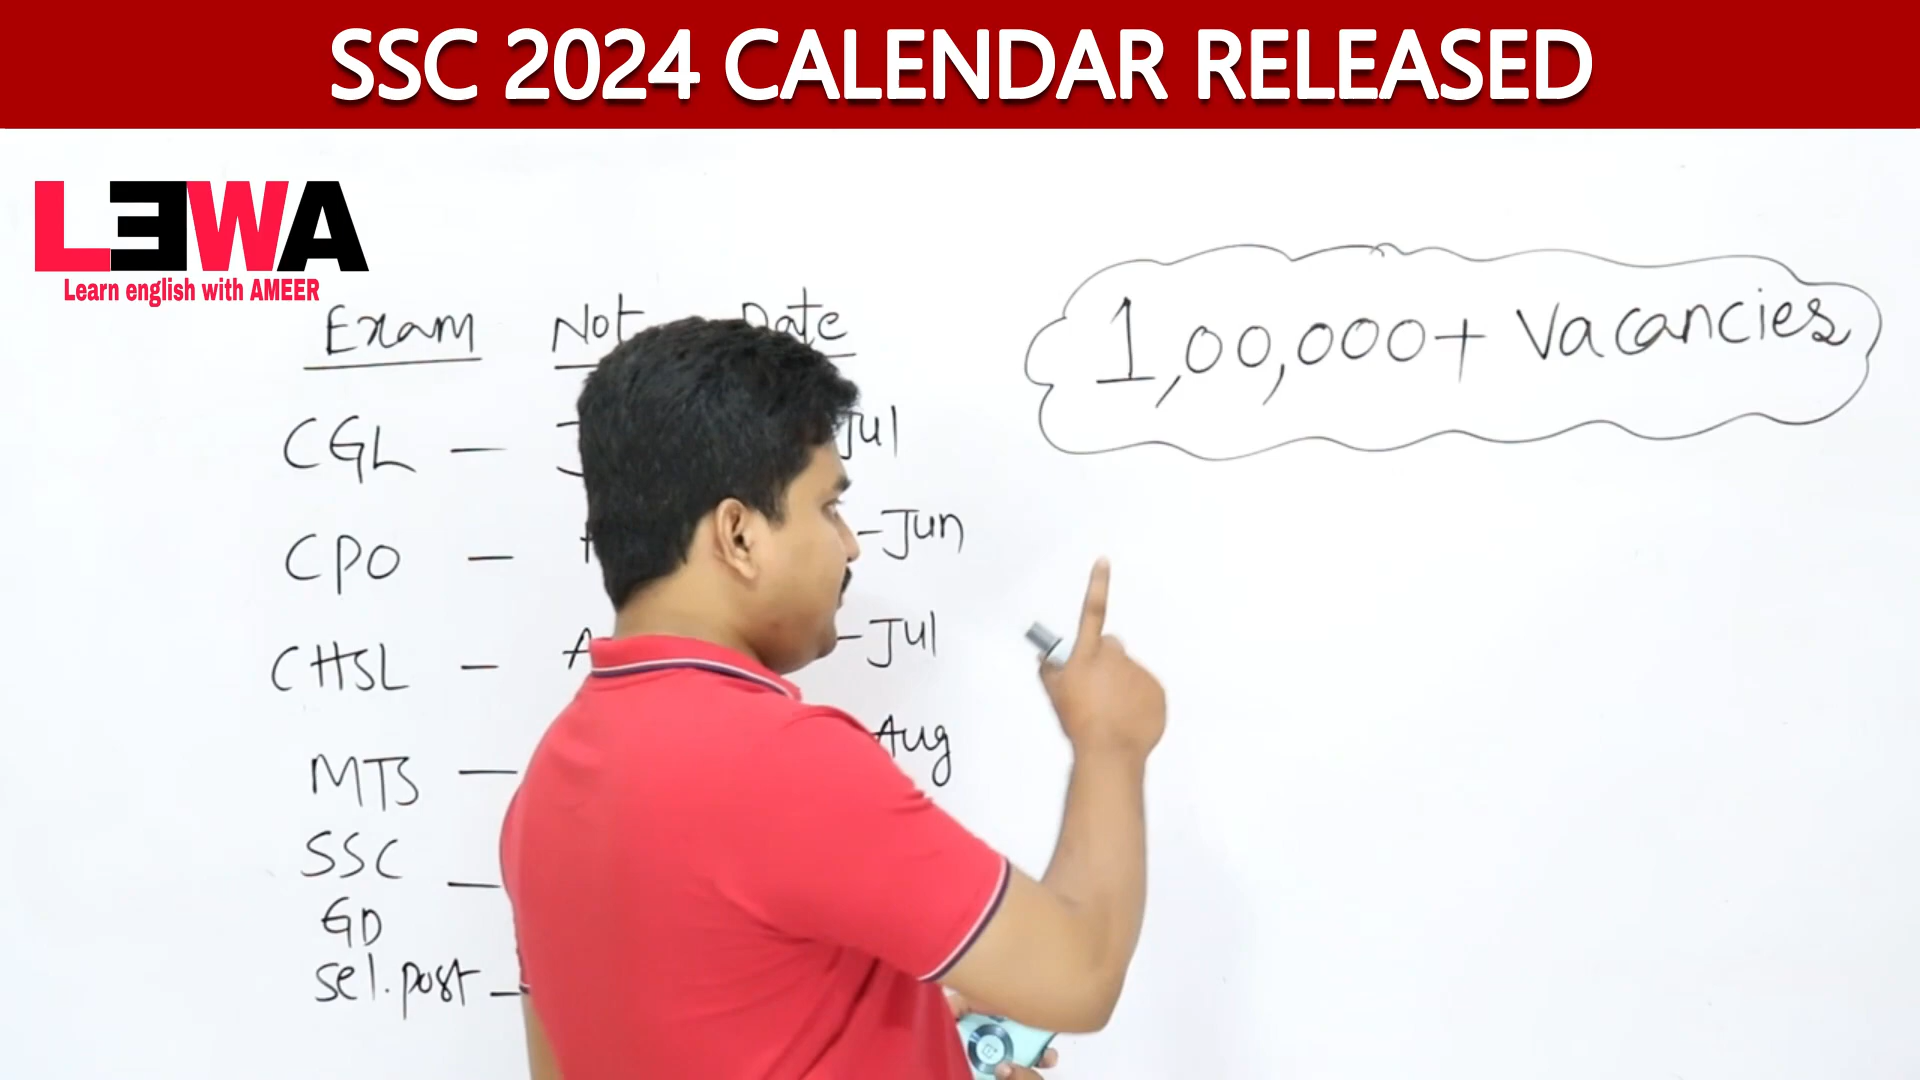 SSC 2024 CALENDAR RELEASED
LEWA
Learn english with AMEER
1,00,000+ Vacancies
Exam Not Date
CGL — Jul
CPO — -Jun
CHSL — A -Jul
MTS — Aug
SSC
GD —
sel.post —